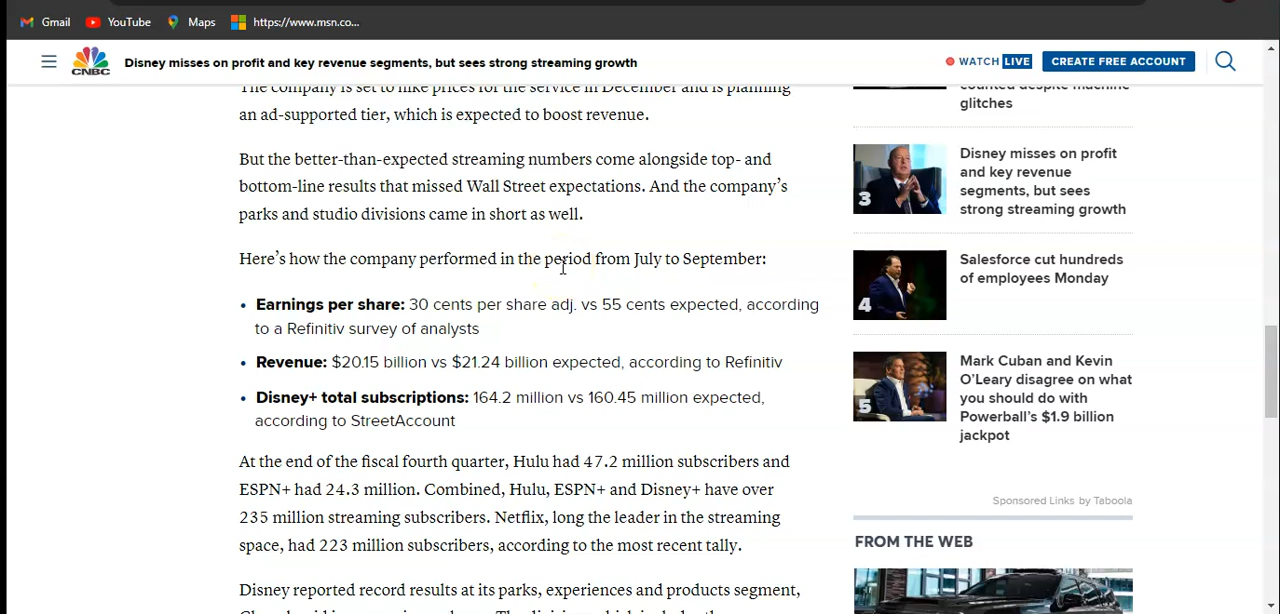 Gmail YouTube Maps https://www.msn.co...
CNBC Disney misses on profit and key revenue segments, but sees strong streaming growth WATCH LIVE CREATE FREE ACCOUNT
The company is set to hike prices for the service in December and is planning
an ad-supported tier, which is expected to boost revenue.
But the better-than-expected streaming numbers come alongside top- and
bottom-line results that missed Wall Street expectations. And the company's
parks and studio divisions came in short as well.
Here's how the company performed in the period from July to September:
• Earnings per share: 30 cents per share adj. vs 55 cents expected, according
to a Refinitiv survey of analysts
• Revenue: $20.15 billion vs $21.24 billion expected, according to Refinitiv
• Disney+ total subscriptions: 164.2 million vs 160.45 million expected,
according to StreetAccount
At the end of the fiscal fourth quarter, Hulu had 47.2 million subscribers and
ESPN+ had 24.3 million. Combined, Hulu, ESPN+ and Disney+ have over
235 million streaming subscribers. Netflix, long the leader in the streaming
space, had 223 million subscribers, according to the most recent tally.
Disney reported record results at its parks, experiences and products segment,
counted despite machine
glitches
3
Disney misses on profit
and key revenue
segments, but sees
strong streaming growth
4
Salesforce cut hundreds
of employees Monday
5
Mark Cuban and Kevin
O'Leary disagree on what
you should do with
Powerball's $1.9 billion
jackpot
Sponsored Links by Taboola
FROM THE WEB